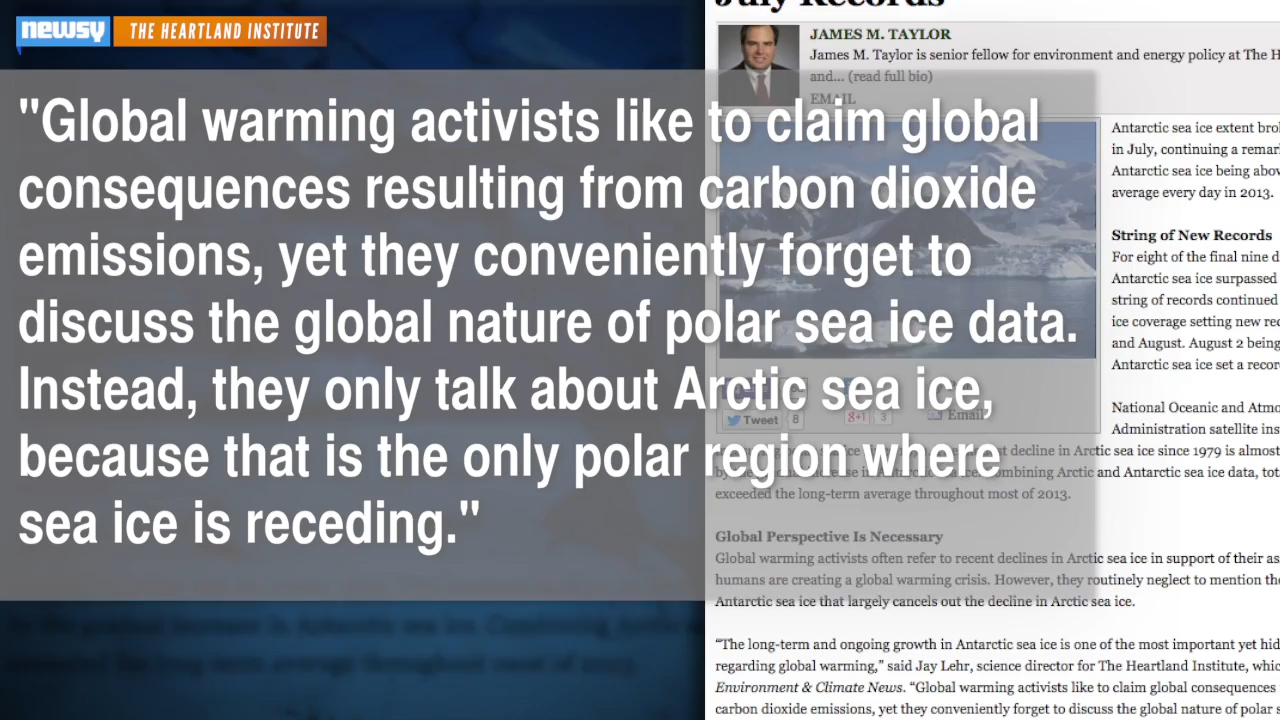 newsy THE HEARTLAND INSTITUTE
"Global warming activists like to claim global
consequences resulting from carbon dioxide
emissions, yet they conveniently forget to
discuss the global nature of polar sea ice data.
Instead, they only talk about Arctic sea ice,
because that is the only polar region where
sea ice is receding."
July Records
JAMES M. TAYLOR
James M. Taylor is senior fellow for environment and energy policy at The H
and... (read full bio)
EMAIL
Antarctic sea ice extent bro
in July, continuing a remar
Antarctic sea ice being abov
average every day in 2013.
String of New Records
For eight of the final nine d
Antarctic sea ice surpassed
string of records continued
ice coverage setting new rec
and August. August 2 being
Antarctic sea ice set a recor
Tweet 8
g+1 3
Email
National Oceanic and Atmo
Administration satellite ins
decline in Arctic sea ice since 1979 is almost
combining Arctic and Antarctic sea ice data, tot
exceeded the long-term average throughout most of 2013.
Global Perspective Is Necessary
Global warming activists often refer to recent declines in Arctic sea ice in support of their as
humans are creating a global warming crisis. However, they routinely neglect to mention the
Antarctic sea ice that largely cancels out the decline in Arctic sea ice.
"The long-term and ongoing growth in Antarctic sea ice is one of the most important yet hid
regarding global warming," said Jay Lehr, science director for The Heartland Institute, whic
Environment & Climate News. "Global warming activists like to claim global consequences
carbon dioxide emissions, yet they conveniently forget to discuss the global nature of polar s